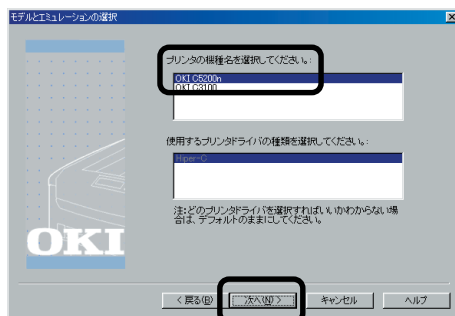 モデルとエミュレーションの選択
プリンタの機種名を選択してください。:
OKI C5200n
OKI C3100
使用するプリンタドライバの種類を選択してください。:
Hiper-C
注:どのプリンタドライバを選択すればいいかわからない場
合は、デフォルトのままにしてください。
OKI
< 戻る(B)
次へ(N) >
キャンセル
ヘルプ